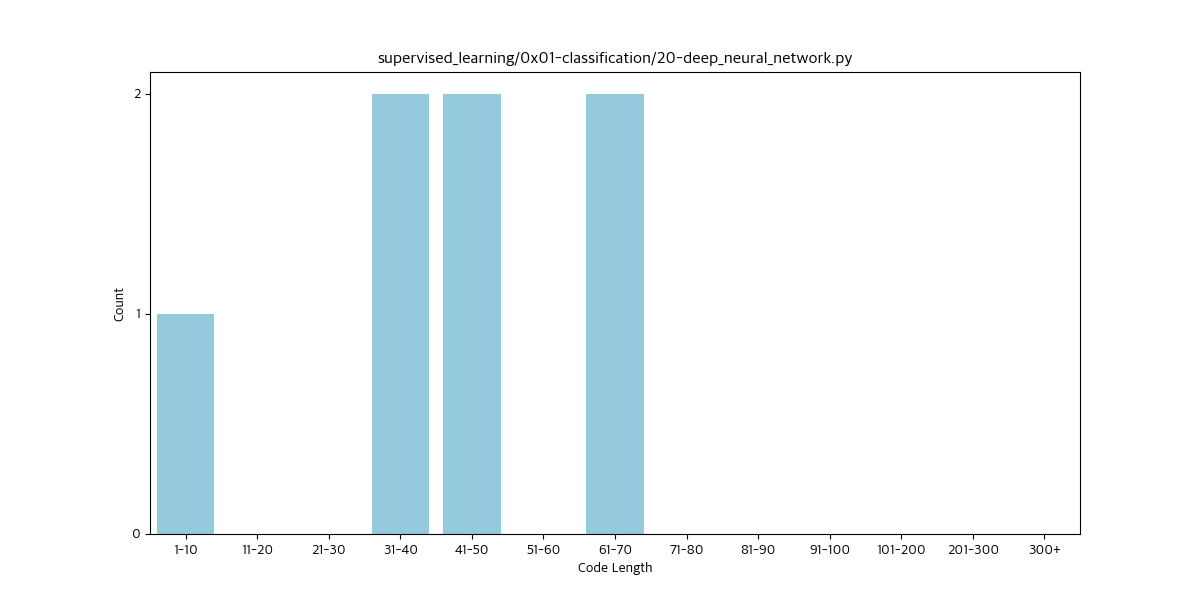 supervised_learning/0x01-classification/20-deep_neural_network.py
Count
2
1
0
1-10 11-20 21-30 31-40 41-50 51-60 61-70 71-80 81-90 91-100 101-200 201-300 300+
Code Length